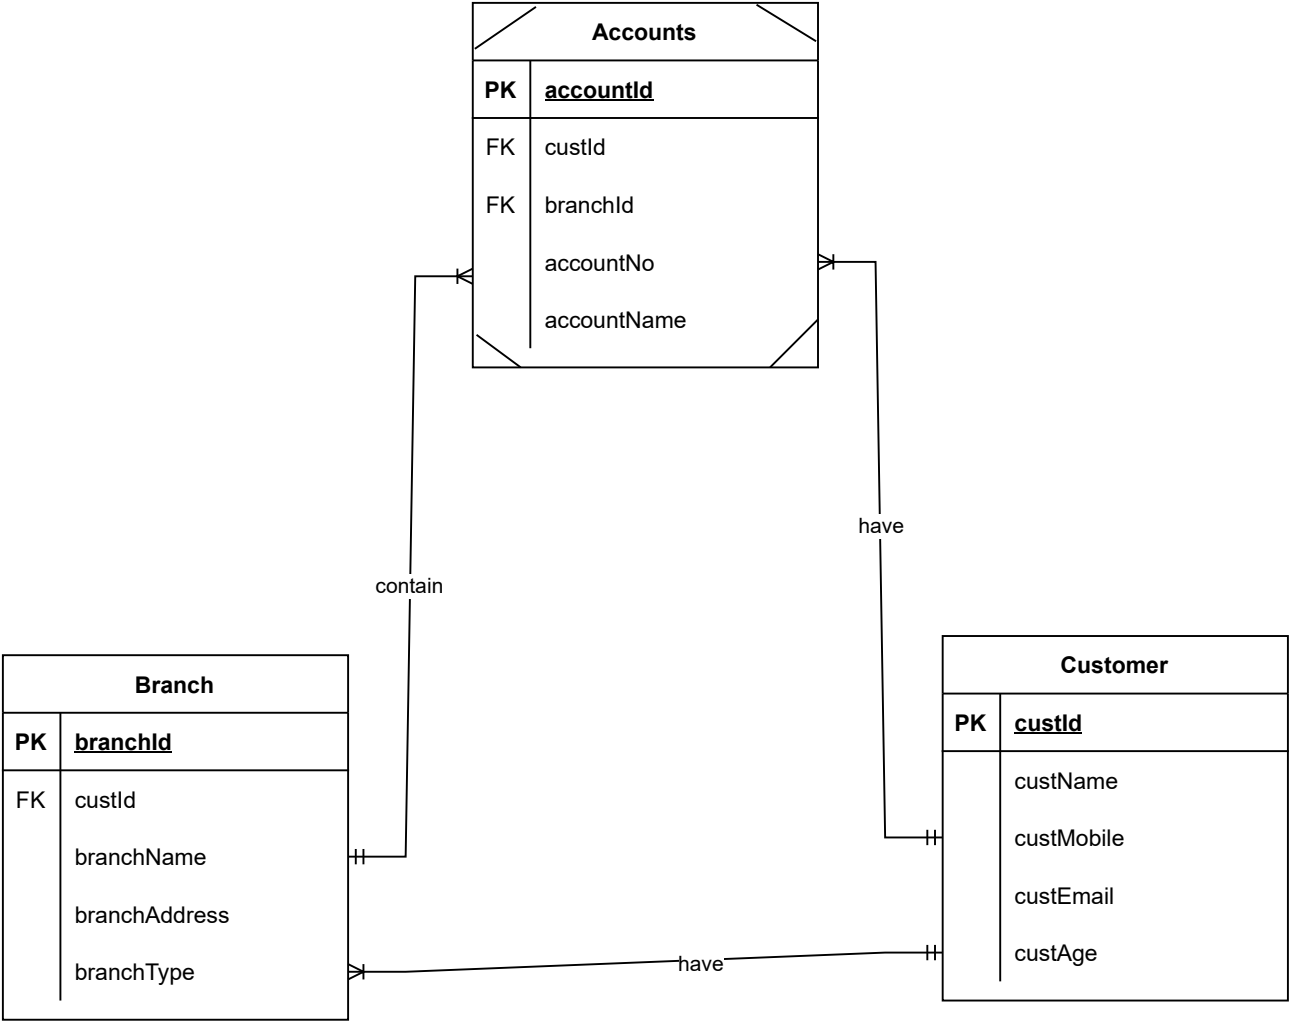 Accounts
PK accountId
FK custId
FK branchId
accountNo
accountName
have
contain
Branch
PK branchId
FK custId
branchName
branchAddress
branchType
Customer
PK custId
custName
custMobile
custEmail
custAge
have